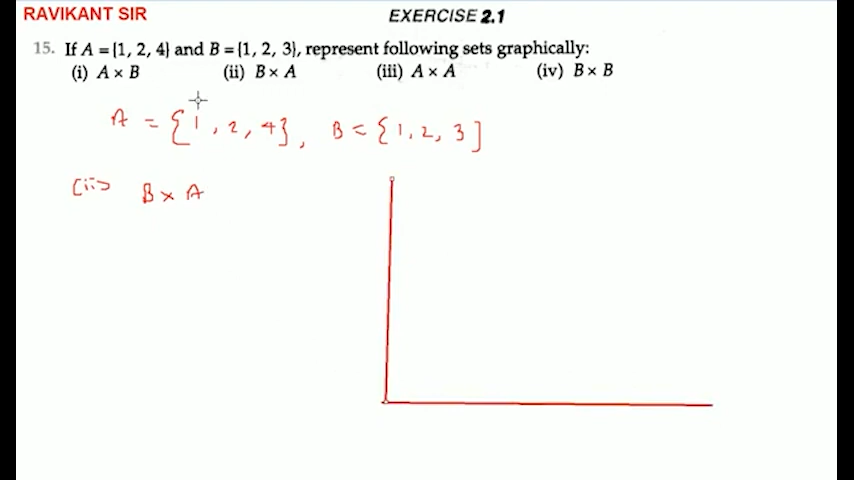 RAVIKANT SIR
EXERCISE 2.1
15. If A = {1, 2, 4} and B = {1, 2, 3}, represent following sets graphically:
(i) A × B (ii) B × A (iii) A × A (iv) B × B
A = {1, 2, 4}, B = {1, 2, 3]
(ii) B × A